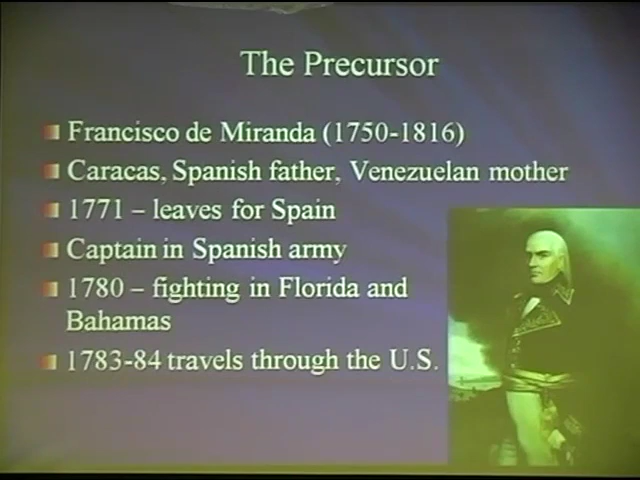 The Precursor
Francisco de Miranda (1750-1816)
Caracas, Spanish father, Venezuelan mother
1771 – leaves for Spain
Captain in Spanish army
1780 – fighting in Florida and
Bahamas
1783-84 travels through the U.S.